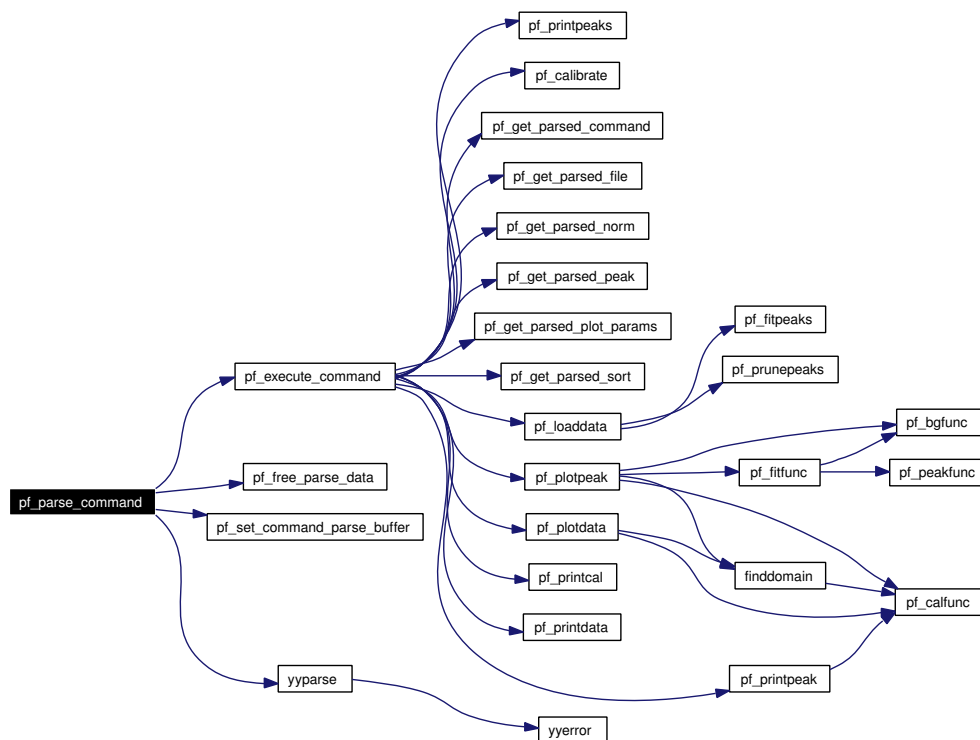 pf_printpeaks
pf_calibrate
pf_get_parsed_command
pf_get_parsed_file
pf_get_parsed_norm
pf_get_parsed_peak
pf_get_parsed_plot_params
pf_fitpeaks
pf_execute_command
pf_get_parsed_sort
pf_prunepeaks
pf_loaddata
pf_bgfunc
pf_free_parse_data
pf_plotpeak
pf_fitfunc
pf_peakfunc
pf_parse_command
pf_set_command_parse_buffer
pf_plotdata
pf_printcal
finddomain
pf_calfunc
pf_printdata
yyparse
pf_printpeak
yyerror